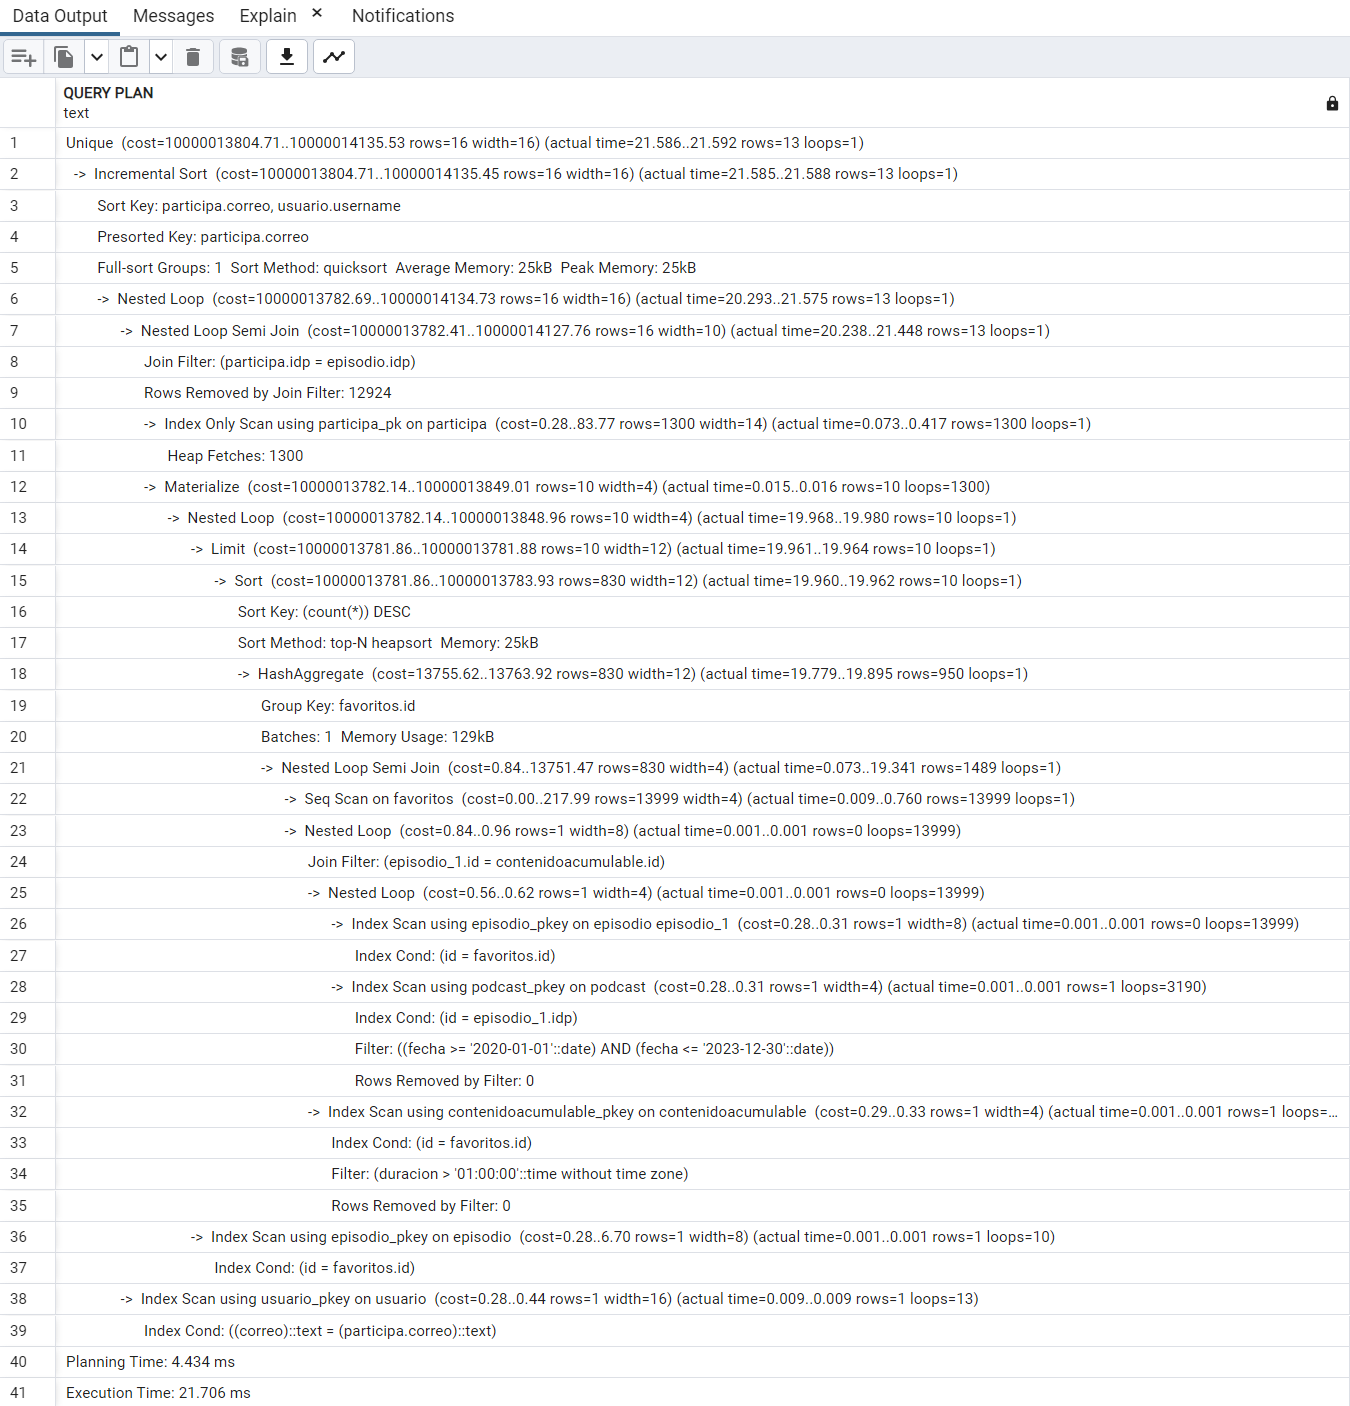 Data Output Messages Explain × Notifications
QUERY PLAN
text
1 Unique (cost=10000013804.71..10000014135.53 rows=16 width=16) (actual time=21.586..21.592 rows=13 loops=1)
2 -> Incremental Sort (cost=10000013804.71..10000014135.45 rows=16 width=16) (actual time=21.585..21.588 rows=13 loops=1)
3 Sort Key: participa.correo, usuario.username
4 Presorted Key: participa.correo
5 Full-sort Groups: 1 Sort Method: quicksort Average Memory: 25kB Peak Memory: 25kB
6 -> Nested Loop (cost=10000013782.69..10000014134.73 rows=16 width=16) (actual time=20.293..21.575 rows=13 loops=1)
7 -> Nested Loop Semi Join (cost=10000013782.41..10000014127.76 rows=16 width=10) (actual time=20.238..21.448 rows=13 loops=1)
8 Join Filter: (participa.idp = episodio.idp)
9 Rows Removed by Join Filter: 12924
10 -> Index Only Scan using participa_pk on participa (cost=0.28..83.77 rows=1300 width=14) (actual time=0.073..0.417 rows=1300 loops=1)
11 Heap Fetches: 1300
12 -> Materialize (cost=10000013782.14..10000013849.01 rows=10 width=4) (actual time=0.015..0.016 rows=10 loops=1300)
13 -> Nested Loop (cost=10000013782.14..10000013848.96 rows=10 width=4) (actual time=19.968..19.980 rows=10 loops=1)
14 -> Limit (cost=10000013781.86..10000013781.88 rows=10 width=12) (actual time=19.961..19.964 rows=10 loops=1)
15 -> Sort (cost=10000013781.86..10000013783.93 rows=830 width=12) (actual time=19.960..19.962 rows=10 loops=1)
16 Sort Key: (count(*)) DESC
17 Sort Method: top-N heapsort Memory: 25kB
18 -> HashAggregate (cost=13755.62..13763.92 rows=830 width=12) (actual time=19.779..19.895 rows=950 loops=1)
19 Group Key: favoritos.id
20 Batches: 1 Memory Usage: 129kB
21 -> Nested Loop Semi Join (cost=0.84..13751.47 rows=830 width=4) (actual time=0.073..19.341 rows=1489 loops=1)
22 -> Seq Scan on favoritos (cost=0.00..217.99 rows=13999 width=4) (actual time=0.009..0.760 rows=13999 loops=1)
23 -> Nested Loop (cost=0.84..0.96 rows=1 width=8) (actual time=0.001..0.001 rows=0 loops=13999)
24 Join Filter: (episodio_1.id = contenidoacumulable.id)
25 -> Nested Loop (cost=0.56..0.62 rows=1 width=4) (actual time=0.001..0.001 rows=0 loops=13999)
26 -> Index Scan using episodio_pkey on episodio episodio_1 (cost=0.28..0.31 rows=1 width=8) (actual time=0.001..0.001 rows=0 loops=13999)
27 Index Cond: (id = favoritos.id)
28 -> Index Scan using podcast_pkey on podcast (cost=0.28..0.31 rows=1 width=4) (actual time=0.001..0.001 rows=1 loops=3190)
29 Index Cond: (id = episodio_1.idp)
30 Filter: ((fecha >= '2020-01-01'::date) AND (fecha <= '2023-12-30'::date))
31 Rows Removed by Filter: 0
32 -> Index Scan using contenidoacumulable_pkey on contenidoacumulable (cost=0.29..0.33 rows=1 width=4) (actual time=0.001..0.001 rows=1 loops=...
33 Index Cond: (id = favoritos.id)
34 Filter: (duracion > '01:00:00'::time without time zone)
35 Rows Removed by Filter: 0
36 -> Index Scan using episodio_pkey on episodio (cost=0.28..6.70 rows=1 width=8) (actual time=0.001..0.001 rows=1 loops=10)
37 Index Cond: (id = favoritos.id)
38 -> Index Scan using usuario_pkey on usuario (cost=0.28..0.44 rows=1 width=16) (actual time=0.009..0.009 rows=1 loops=13)
39 Index Cond: ((correo)::text = (participa.correo)::text)
40 Planning Time: 4.434 ms
41 Execution Time: 21.706 ms